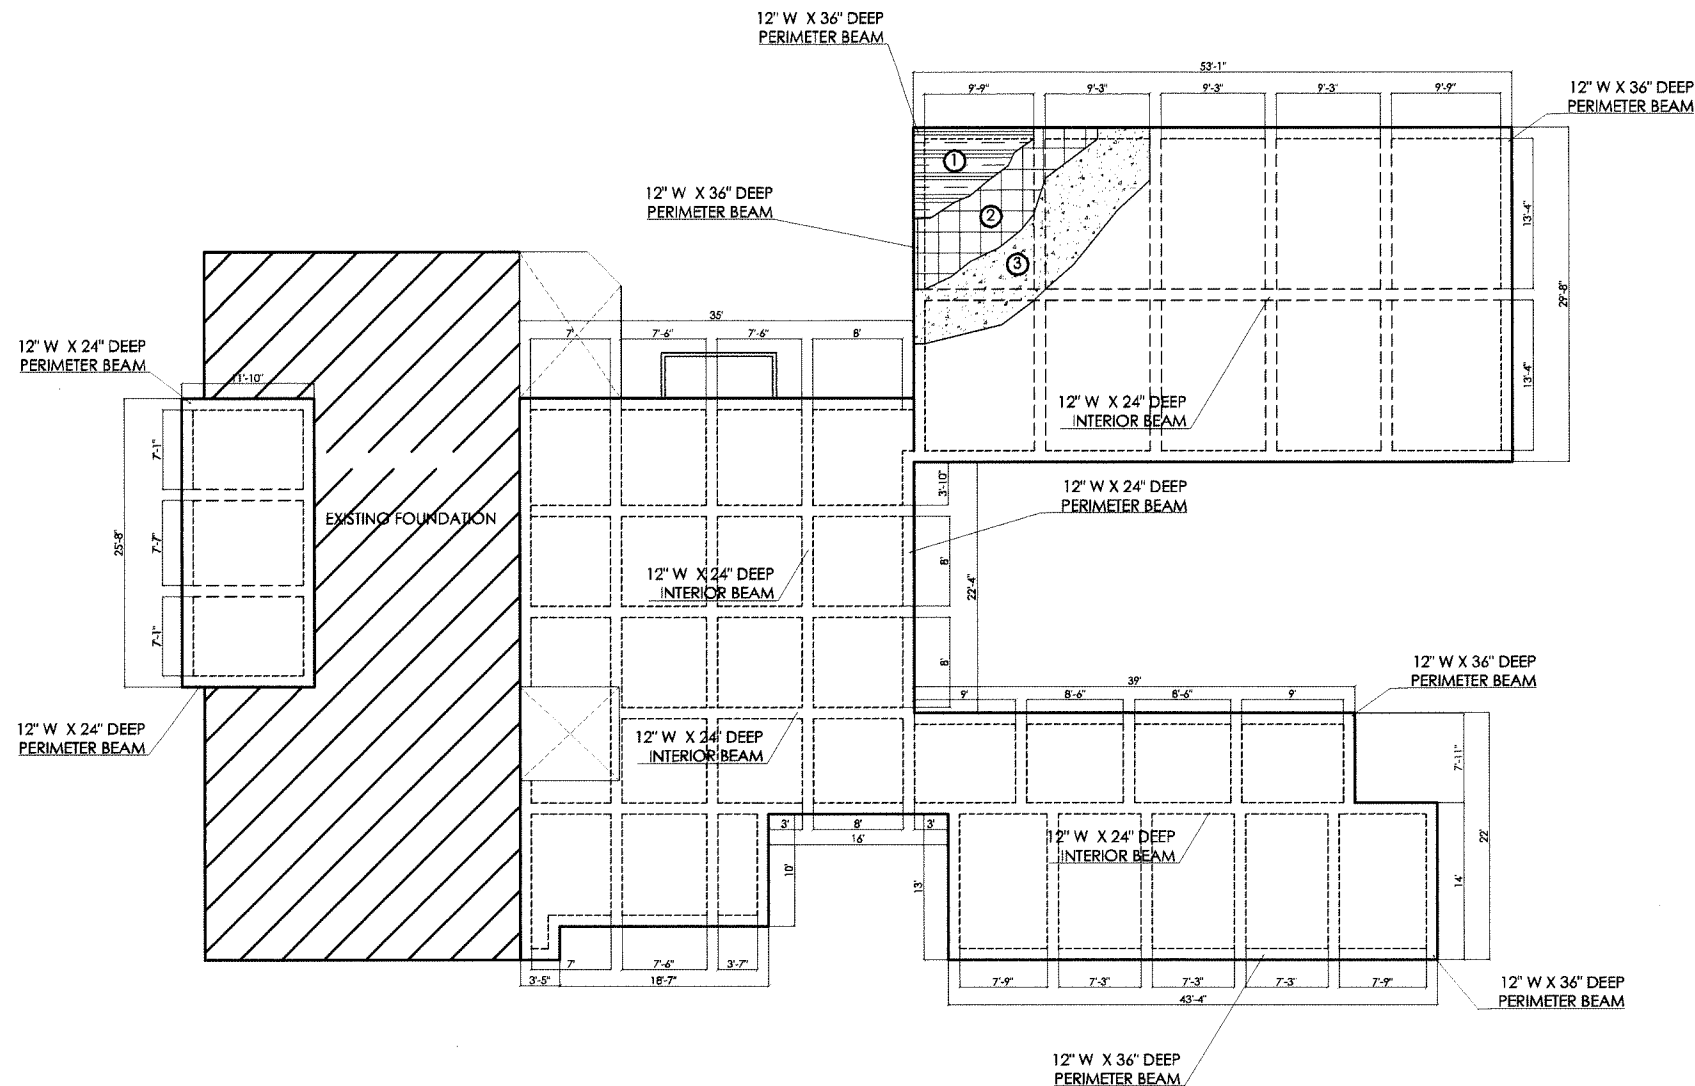 12" W X 36" DEEP
PERIMETER BEAM
53'-1"
9'-9"
9'-3"
9'-3"
9'-3"
9'-9"
12" W X 36" DEEP
PERIMETER BEAM
1
2
3
12" W X 36" DEEP
PERIMETER BEAM
13'-4"
29'-8"
13'-4"
35'
7'
7'-6"
7'-6"
8'
12" W X 24" DEEP
PERIMETER BEAM
11'-10"
12" W X 24" DEEP
INTERIOR BEAM
7'-1"
25'-8"
7'-7"
7'-1"
EXISTING FOUNDATION
3'-10"
12" W X 24" DEEP
PERIMETER BEAM
8'
22'-4"
8'
12" W X 24" DEEP
INTERIOR BEAM
12" W X 36" DEEP
PERIMETER BEAM
39'
9'
8'-6"
8'-6"
9'
12" W X 24" DEEP
PERIMETER BEAM
12" W X 24" DEEP
INTERIOR BEAM
7'-11"
22'
14'
3'
8'
3'
16'
12" W X 24" DEEP
INTERIOR BEAM
10'
13'
7'
7'-6"
3'-7"
3'-5"
18'-7"
7'-9"
7'-3"
7'-3"
7'-3"
7'-9"
43'-4"
12" W X 36" DEEP
PERIMETER BEAM
12" W X 36" DEEP
PERIMETER BEAM